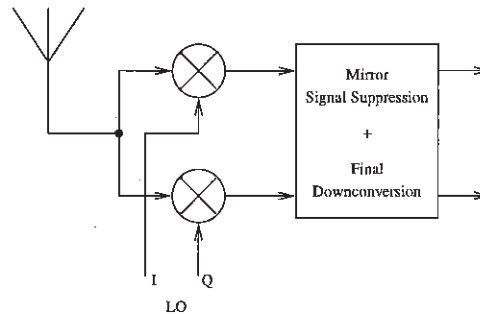 Mirror
Signal Suppression
+
Final
Downconversion
I Q
LO